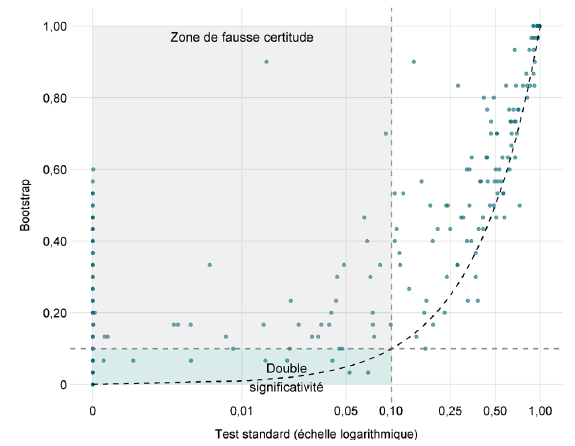 1,00
Zone de fausse certitude
0,80
0,60
Bootstrap
0,40
0,20
0
Double
significativité
0
0,01
0,05
0,10
0,25
0,50
1,00
Test standard (échelle logarithmique)